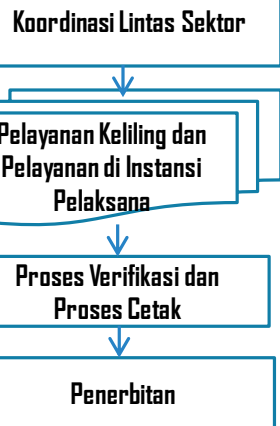 Koordinasi Lintas Sektor
Pelayanan Keliling dan
Pelayanan di Instansi
Pelaksana
Proses Verifikasi dan
Proses Cetak
Penerbitan